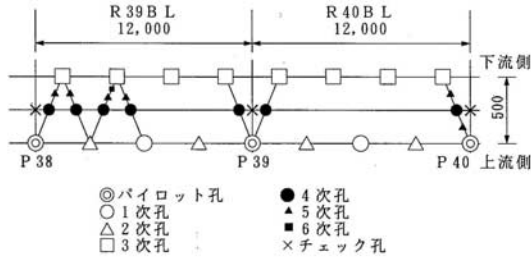 R39BL R40BL
12,000 12,000
下流側
500
P38 P39 P40 上流側
◎パイロット孔 ●4次孔
○1次孔 ▲5次孔
△2次孔 ■6次孔
□3次孔 ×チェック孔